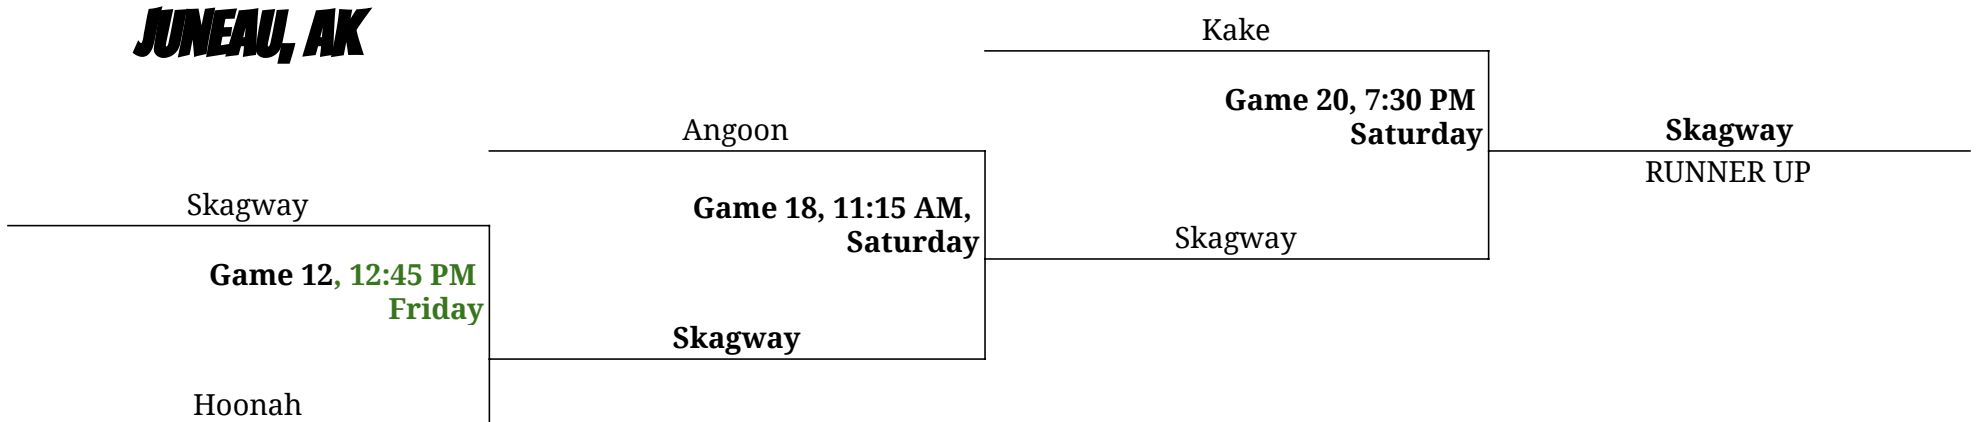 JUNEAU, AK
Kake
Game 20, 7:30 PM
Saturday
Angoon
Skagway
RUNNER UP
Skagway
Game 18, 11:15 AM,
Saturday
Skagway
Game 12, 12:45 PM
Friday
Skagway
Hoonah